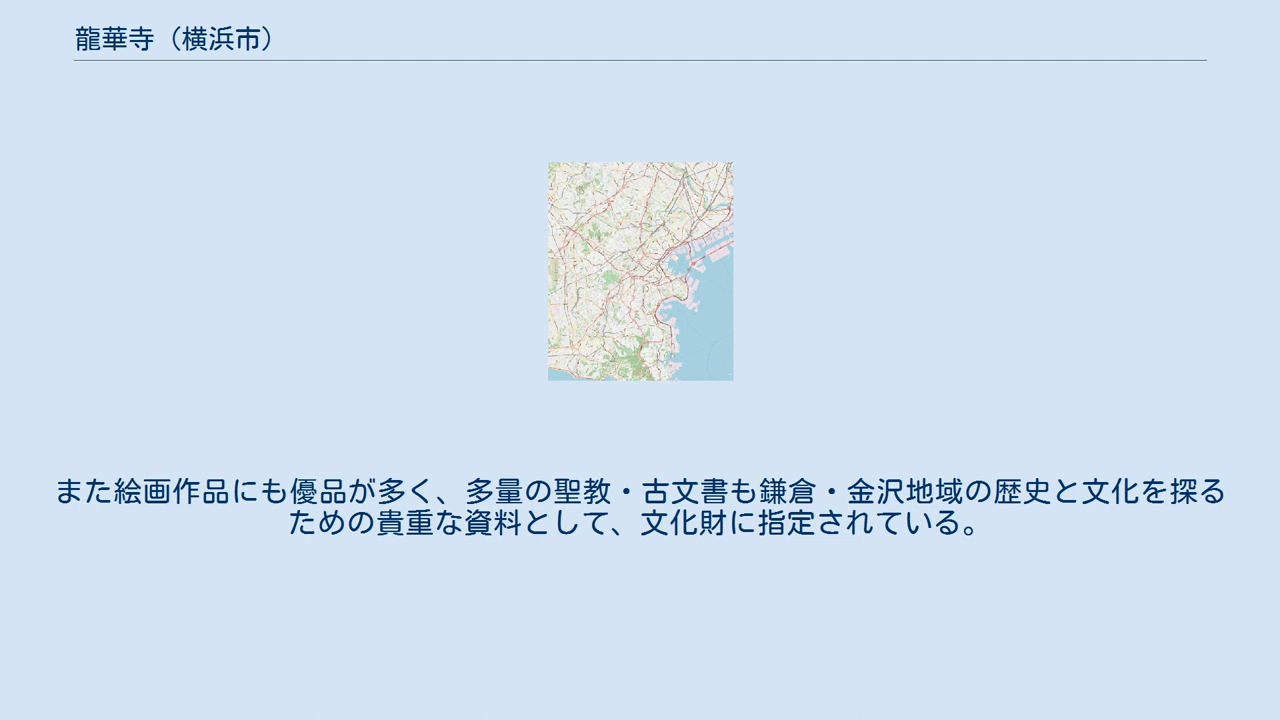 龍華寺（横浜市）
また絵画作品にも優品が多く、多量の聖教・古文書も鎌倉・金沢地域の歴史と文化を探る
ための貴重な資料として、文化財に指定されている。